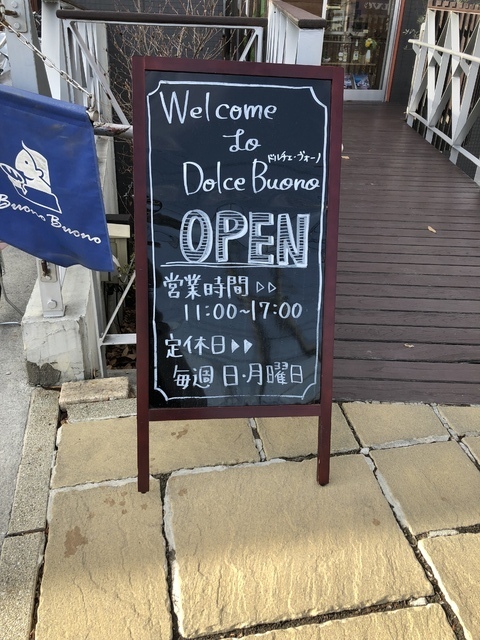 Welcome
to
ドルチェ・ヴォーノ
Dolce Buono
OPEN
営業時間 ▷▷
11:00~17:00
定休日▶▶
毎週 日・月曜日
Buono Buono